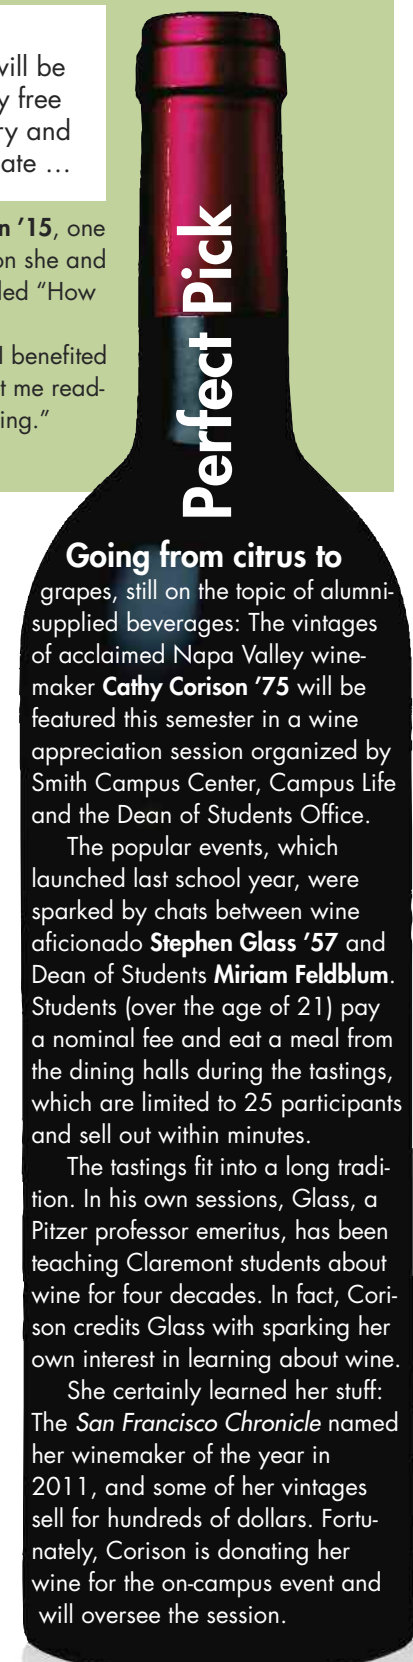 will be
y free
ry and
ate …
n ’15, one
on she and
led “How
I benefited
t me read-
ing.”
Perfect Pick
Going from citrus to
grapes, still on the topic of alumni-
supplied beverages: The vintages
of acclaimed Napa Valley wine-
maker Cathy Corison ’75 will be
featured this semester in a wine
appreciation session organized by
Smith Campus Center, Campus Life
and the Dean of Students Office.
The popular events, which
launched last school year, were
sparked by chats between wine
aficionado Stephen Glass ’57 and
Dean of Students Miriam Feldblum.
Students (over the age of 21) pay
a nominal fee and eat a meal from
the dining halls during the tastings,
which are limited to 25 participants
and sell out within minutes.
The tastings fit into a long tradi-
tion. In his own sessions, Glass, a
Pitzer professor emeritus, has been
teaching Claremont students about
wine for four decades. In fact, Cori-
son credits Glass with sparking her
own interest in learning about wine.
She certainly learned her stuff:
The San Francisco Chronicle named
her winemaker of the year in
2011, and some of her vintages
sell for hundreds of dollars. Fortu-
nately, Corison is donating her
wine for the on-campus event and
will oversee the session.